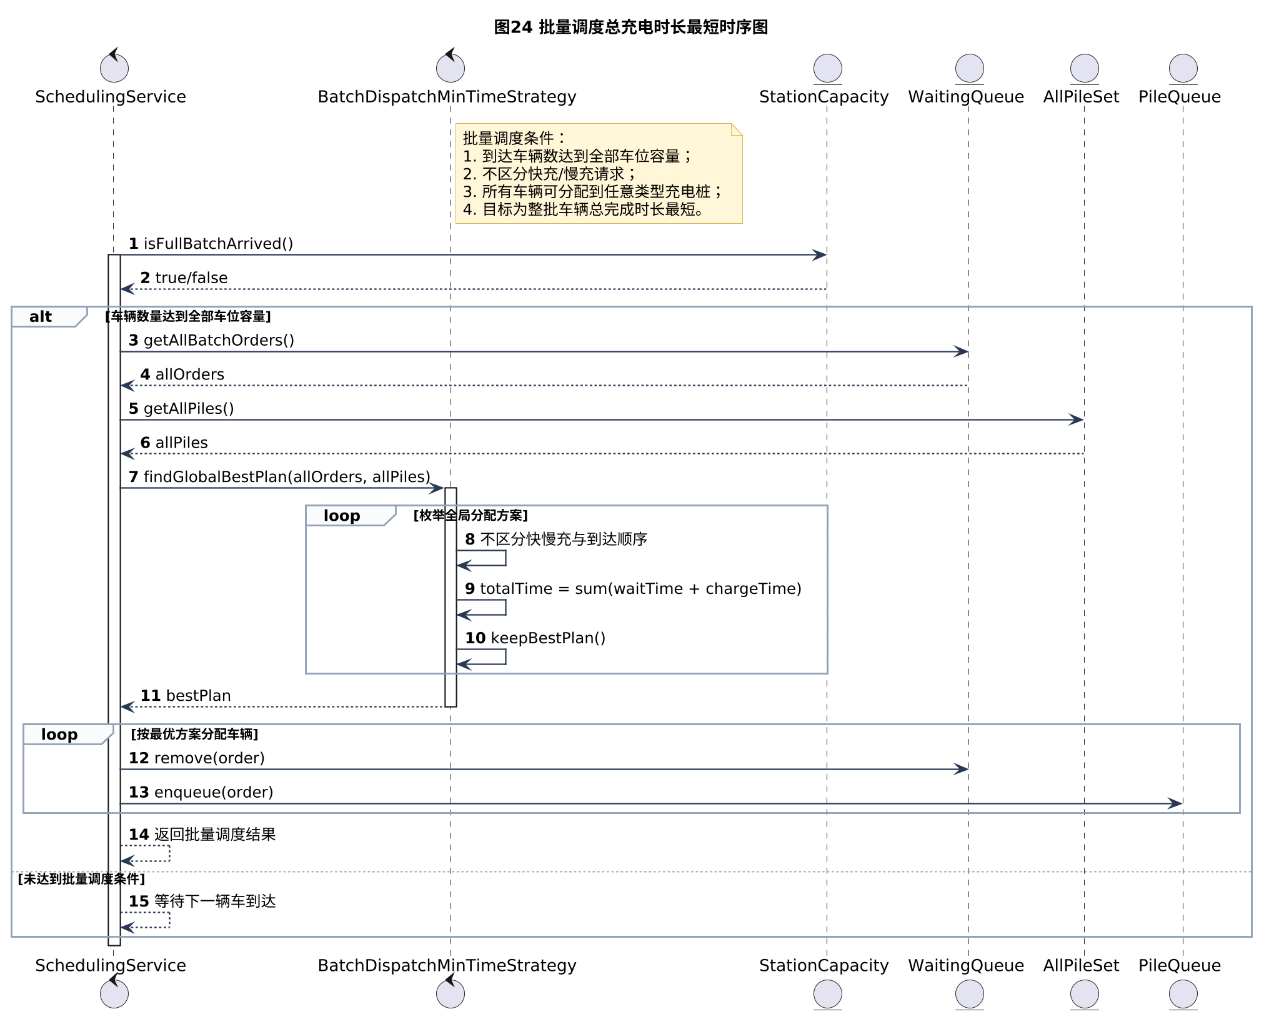 图24 批量调度总充电时长最短时序图
SchedulingService
BatchDispatchMinTimeStrategy
StationCapacity
WaitingQueue
AllPileSet
PileQueue
批量调度条件：
1. 到达车辆数达到全部车位容量；
2. 不区分快充/慢充请求；
3. 所有车辆可分配到任意类型充电桩；
4. 目标为整批车辆总完成时长最短。
1 isFullBatchArrived()
2 true/false
alt [车辆数量达到全部车位容量]
3 getAllBatchOrders()
4 allOrders
5 getAllPiles()
6 allPiles
7 findGlobalBestPlan(allOrders, allPiles)
loop [枚举全局分配方案]
8 不区分快慢充与到达顺序
9 totalTime = sum(waitTime + chargeTime)
10 keepBestPlan()
11 bestPlan
loop [按最优方案分配车辆]
12 remove(order)
13 enqueue(order)
14 返回批量调度结果
[未达到批量调度条件]
15 等待下一辆车到达
SchedulingService
BatchDispatchMinTimeStrategy
StationCapacity
WaitingQueue
AllPileSet
PileQueue